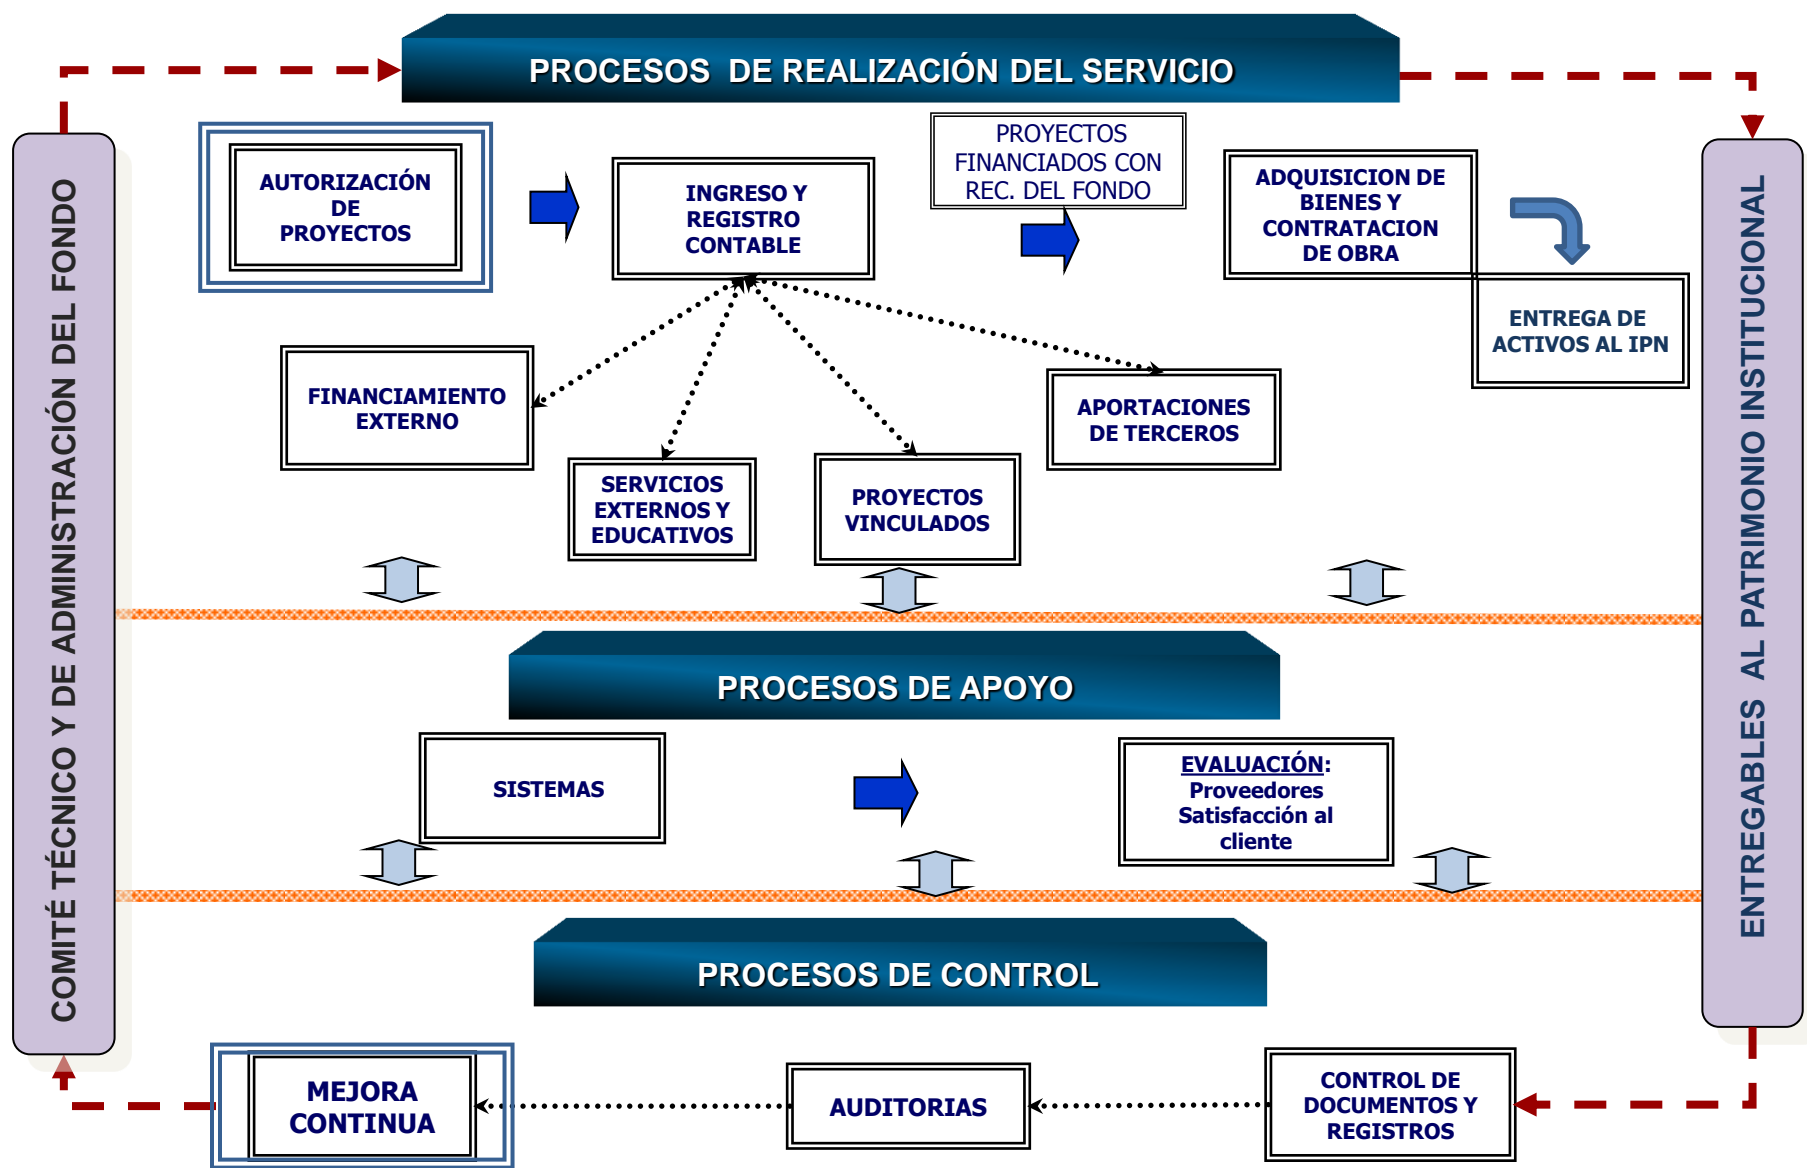 PROCESOS  DE REALIZACIÓN DEL SERVICIO
COMITÉ TÉCNICO Y DE ADMINISTRACIÓN DEL FONDO
AUTORIZACIÓN
DE
PROYECTOS
INGRESO Y
REGISTRO
CONTABLE
PROYECTOS
FINANCIADOS CON
REC. DEL FONDO
ADQUISICION DE
BIENES Y
CONTRATACION
DE OBRA
ENTREGA DE
ACTIVOS AL IPN
FINANCIAMIENTO
EXTERNO
SERVICIOS
EXTERNOS Y
EDUCATIVOS
PROYECTOS
VINCULADOS
APORTACIONES
DE TERCEROS
ENTREGABLES  AL PATRIMONIO INSTITUCIONAL
PROCESOS DE APOYO
SISTEMAS
EVALUACIÓN:
Proveedores
Satisfacción al
cliente
PROCESOS DE CONTROL
MEJORA
CONTINUA
AUDITORIAS
CONTROL DE
DOCUMENTOS Y
REGISTROS